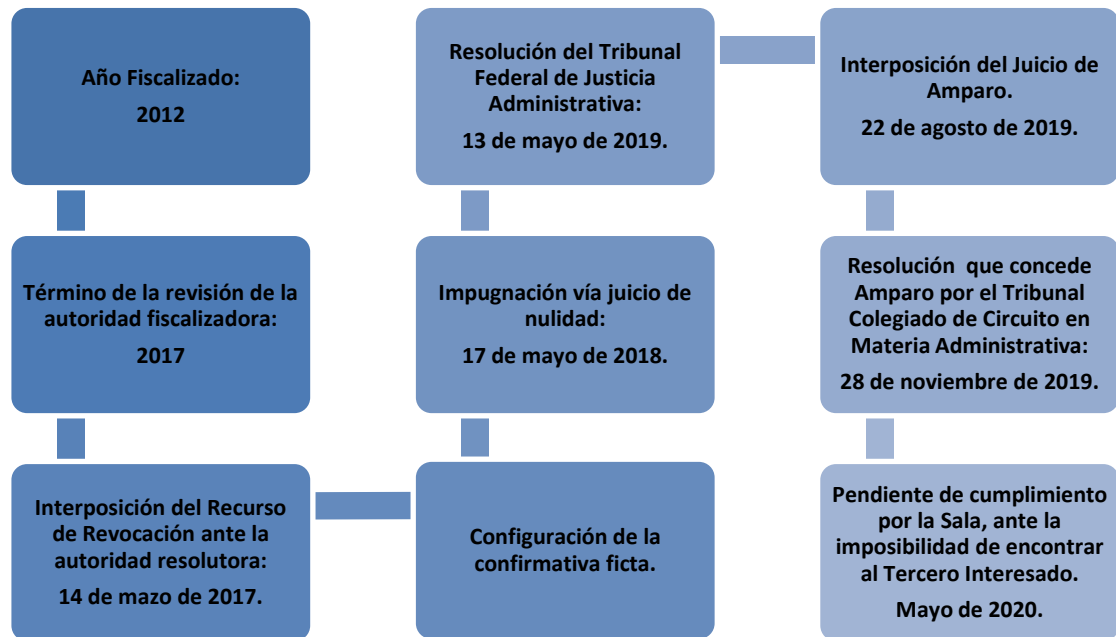 Año Fiscalizado:
2012
Término de la revisión de la
autoridad fiscalizadora:
2017
Interposición del Recurso
de Revocación ante la
autoridad resolutora:
14 de mazo de 2017.
Configuración de la
confirmativa ficta.
Impugnación vía juicio de
nulidad:
17 de mayo de 2018.
Resolución del Tribunal
Federal de Justicia
Administrativa:
13 de mayo de 2019.
Interposición del Juicio de
Amparo.
22 de agosto de 2019.
Resolución que concede
Amparo por el Tribunal
Colegiado de Circuito en
Materia Administrativa:
28 de noviembre de 2019.
Pendiente de cumplimiento
por la Sala, ante la
imposibilidad de encontrar
al Tercero Interesado.
Mayo de 2020.